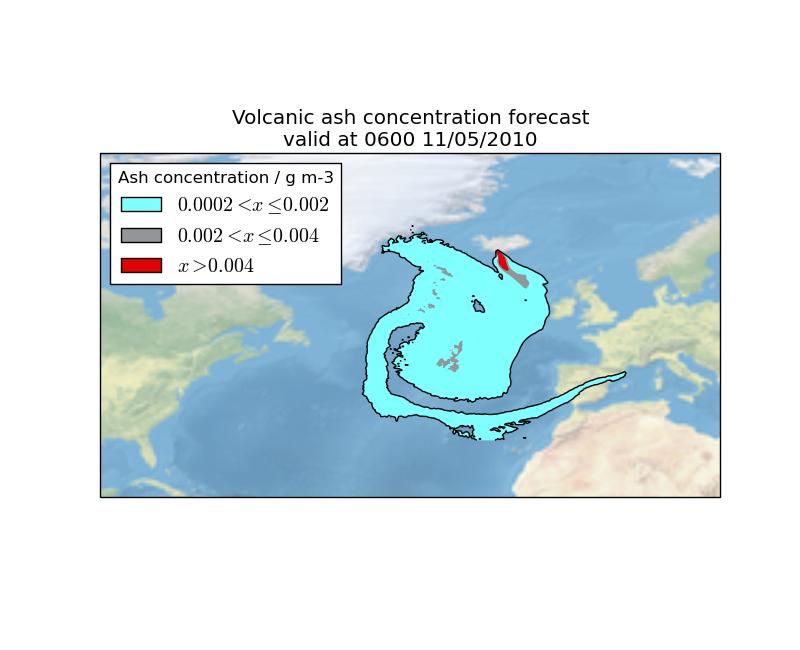 Volcanic ash concentration forecast
valid at 0600 11/05/2010
Ash concentration / g m-3
0.0002 < x ≤ 0.002
0.002 < x ≤ 0.004
x > 0.004